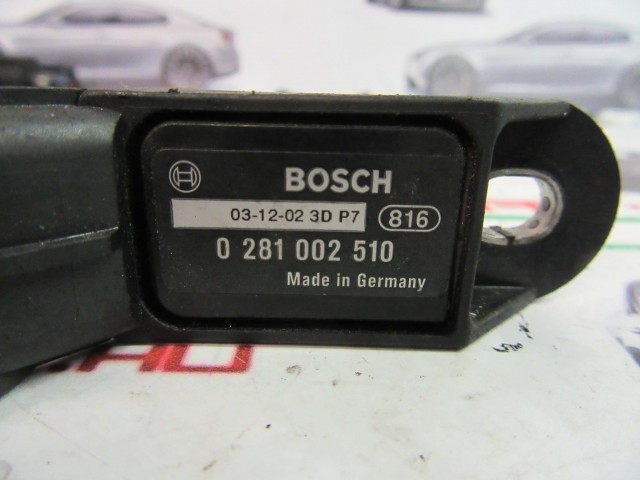 BOSCH
03-12-02 3D P7 816
0 281 002 510
Made in Germany